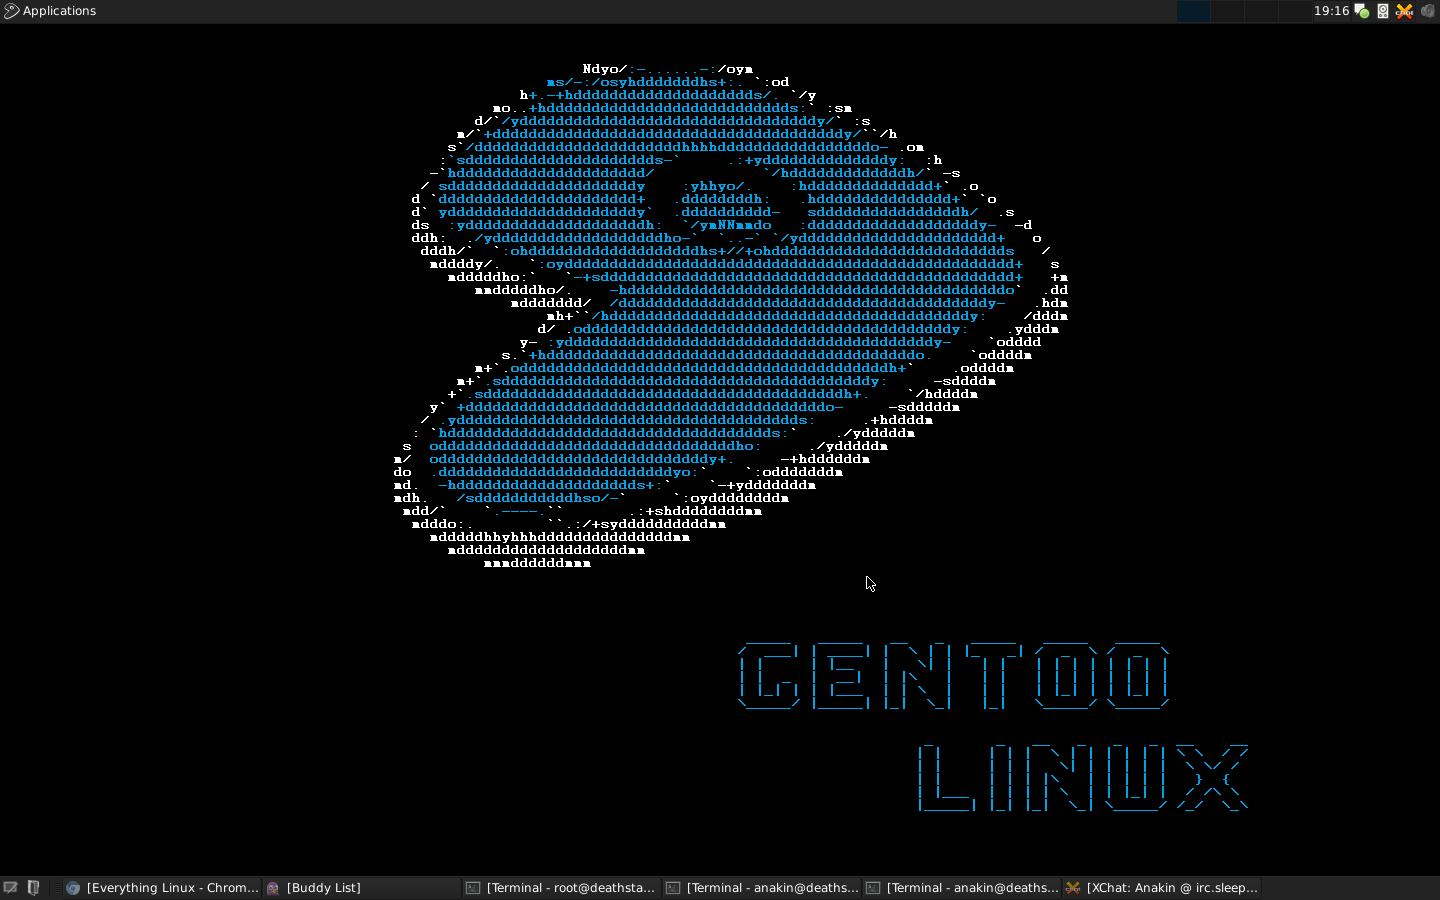 Applications
19:16
GENTOO
LINUX
[Everything Linux - Chrom...
[Buddy List]
[Terminal - root@deathsta...
[Terminal - anakin@deaths...
[Terminal - anakin@deaths...
[XChat: Anakin @ irc.sleep...